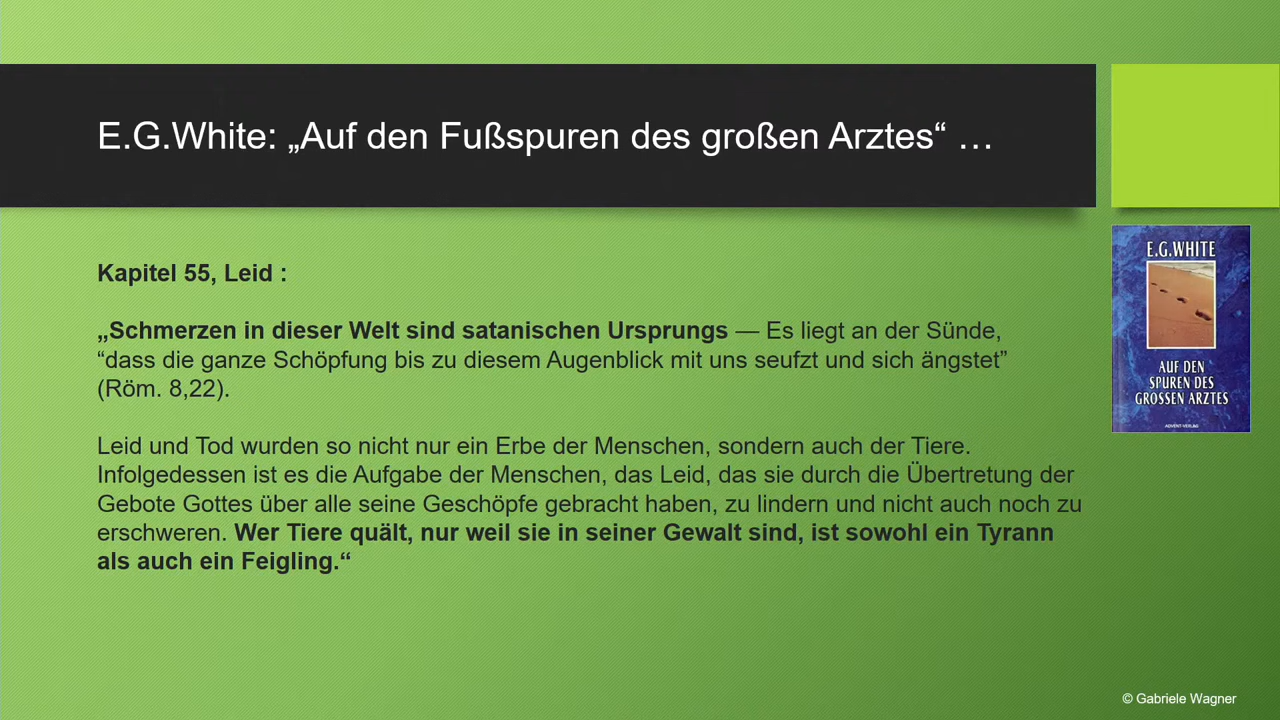 E.G.White: „Auf den Fußspuren des großen Arztes“ …
Kapitel 55, Leid :
„Schmerzen in dieser Welt sind satanischen Ursprungs — Es liegt an der Sünde,
“dass die ganze Schöpfung bis zu diesem Augenblick mit uns seufzt und sich ängstet”
(Röm. 8,22).
Leid und Tod wurden so nicht nur ein Erbe der Menschen, sondern auch der Tiere.
Infolgedessen ist es die Aufgabe der Menschen, das Leid, das sie durch die Übertretung der
Gebote Gottes über alle seine Geschöpfe gebracht haben, zu lindern und nicht auch noch zu
erschweren. Wer Tiere quält, nur weil sie in seiner Gewalt sind, ist sowohl ein Tyrann
als auch ein Feigling.“
E.G.WHITE
AUF DEN
SPUREN DES
GROSSEN ARZTES
ADVENT-VERLAG
© Gabriele Wagner